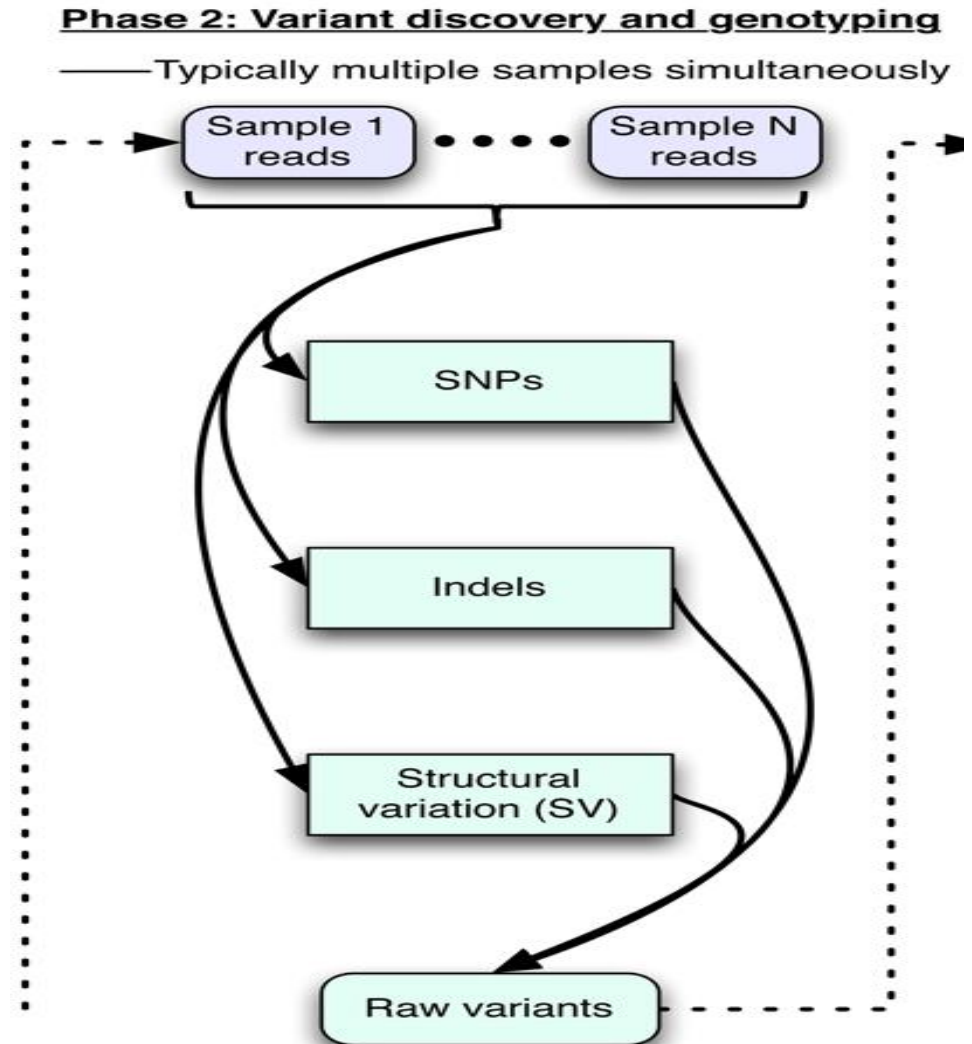 Phase 2: Variant discovery and genotyping
Typically multiple samples simultaneously
Sample 1
reads
Sample N
reads
SNPs
Indels
Structural
variation (SV)
Raw variants